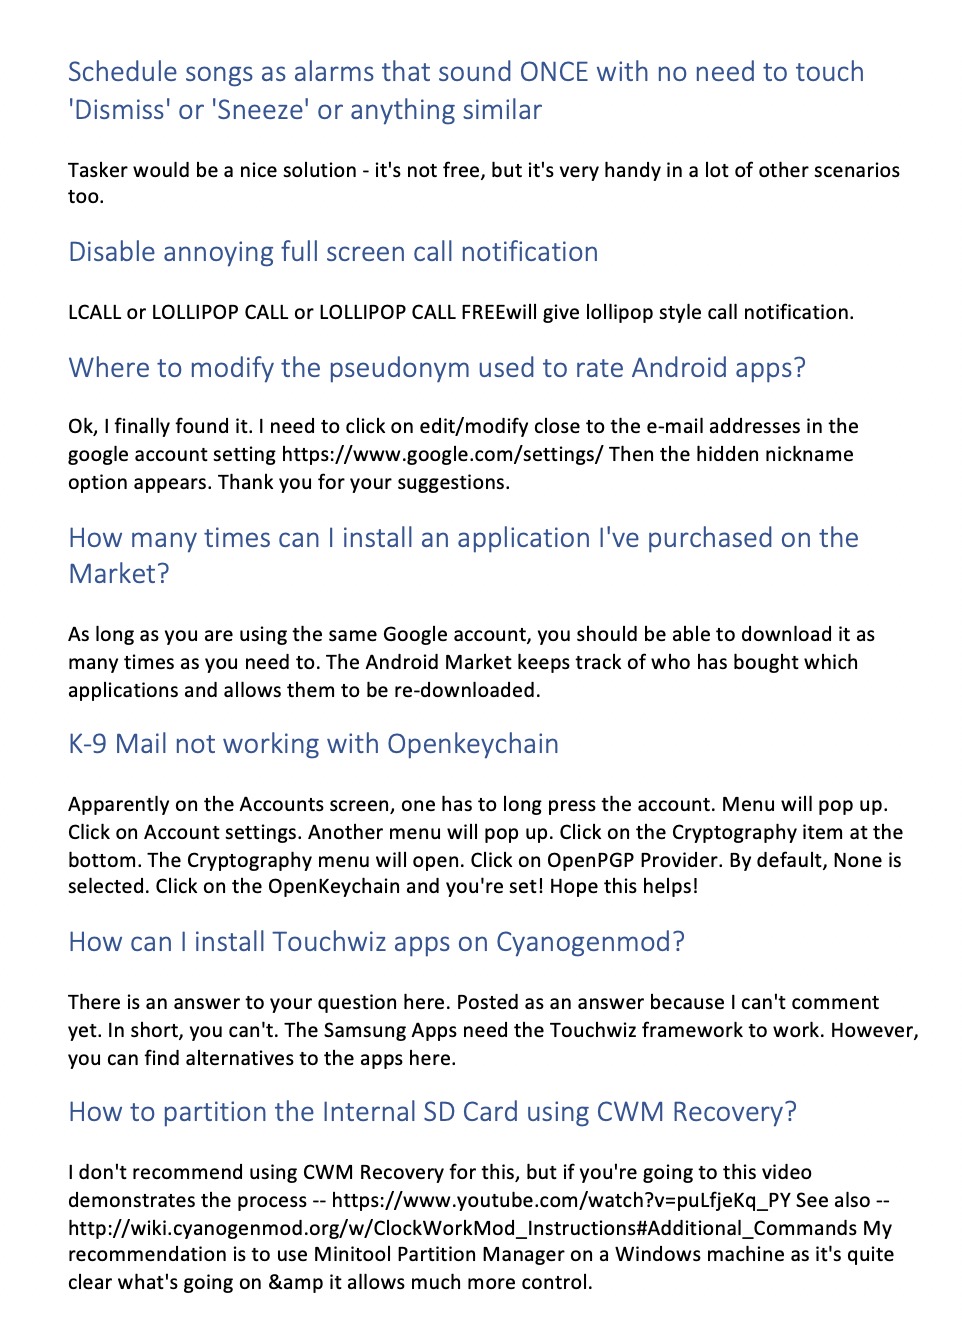 Schedule songs as alarms that sound ONCE with no need to touch
'Dismiss' or 'Sneeze' or anything similar
Tasker would be a nice solution - it's not free, but it's very handy in a lot of other scenarios
too.
Disable annoying full screen call notification
LCALL or LOLLIPOP CALL or LOLLIPOP CALL FREEwill give lollipop style call notification.
Where to modify the pseudonym used to rate Android apps?
Ok, I finally found it. I need to click on edit/modify close to the e-mail addresses in the
google account setting https://www.google.com/settings/ Then the hidden nickname
option appears. Thank you for your suggestions.
How many times can I install an application I've purchased on the
Market?
As long as you are using the same Google account, you should be able to download it as
many times as you need to. The Android Market keeps track of who has bought which
applications and allows them to be re-downloaded.
K-9 Mail not working with Openkeychain
Apparently on the Accounts screen, one has to long press the account. Menu will pop up.
Click on Account settings. Another menu will pop up. Click on the Cryptography item at the
bottom. The Cryptography menu will open. Click on OpenPGP Provider. By default, None is
selected. Click on the OpenKeychain and you're set! Hope this helps!
How can I install Touchwiz apps on Cyanogenmod?
There is an answer to your question here. Posted as an answer because I can't comment
yet. In short, you can't. The Samsung Apps need the Touchwiz framework to work. However,
you can find alternatives to the apps here.
How to partition the Internal SD Card using CWM Recovery?
I don't recommend using CWM Recovery for this, but if you're going to this video
demonstrates the process -- https://www.youtube.com/watch?v=puLfjeKq_PY See also --
http://wiki.cyanogenmod.org/w/ClockWorkMod_Instructions#Additional_Commands My
recommendation is to use Minitool Partition Manager on a Windows machine as it's quite
clear what's going on &amp it allows much more control.